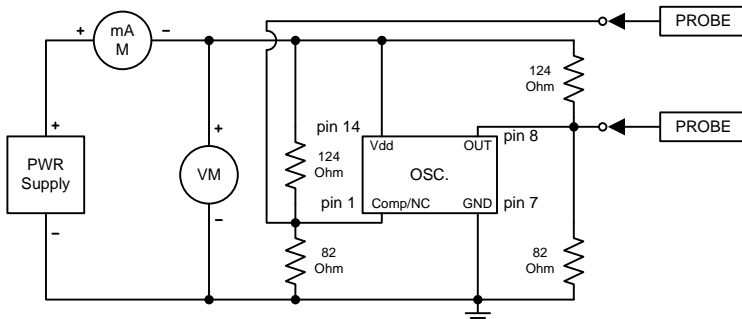 PROBE
mA
M
+
-
124
Ohm
PROBE
pin 14
pin 8
Vdd
OUT
+
+
PWR
Supply
VM
124
Ohm
OSC.
pin 1
Comp/NC
GND
pin 7
-
-
82
Ohm
82
Ohm